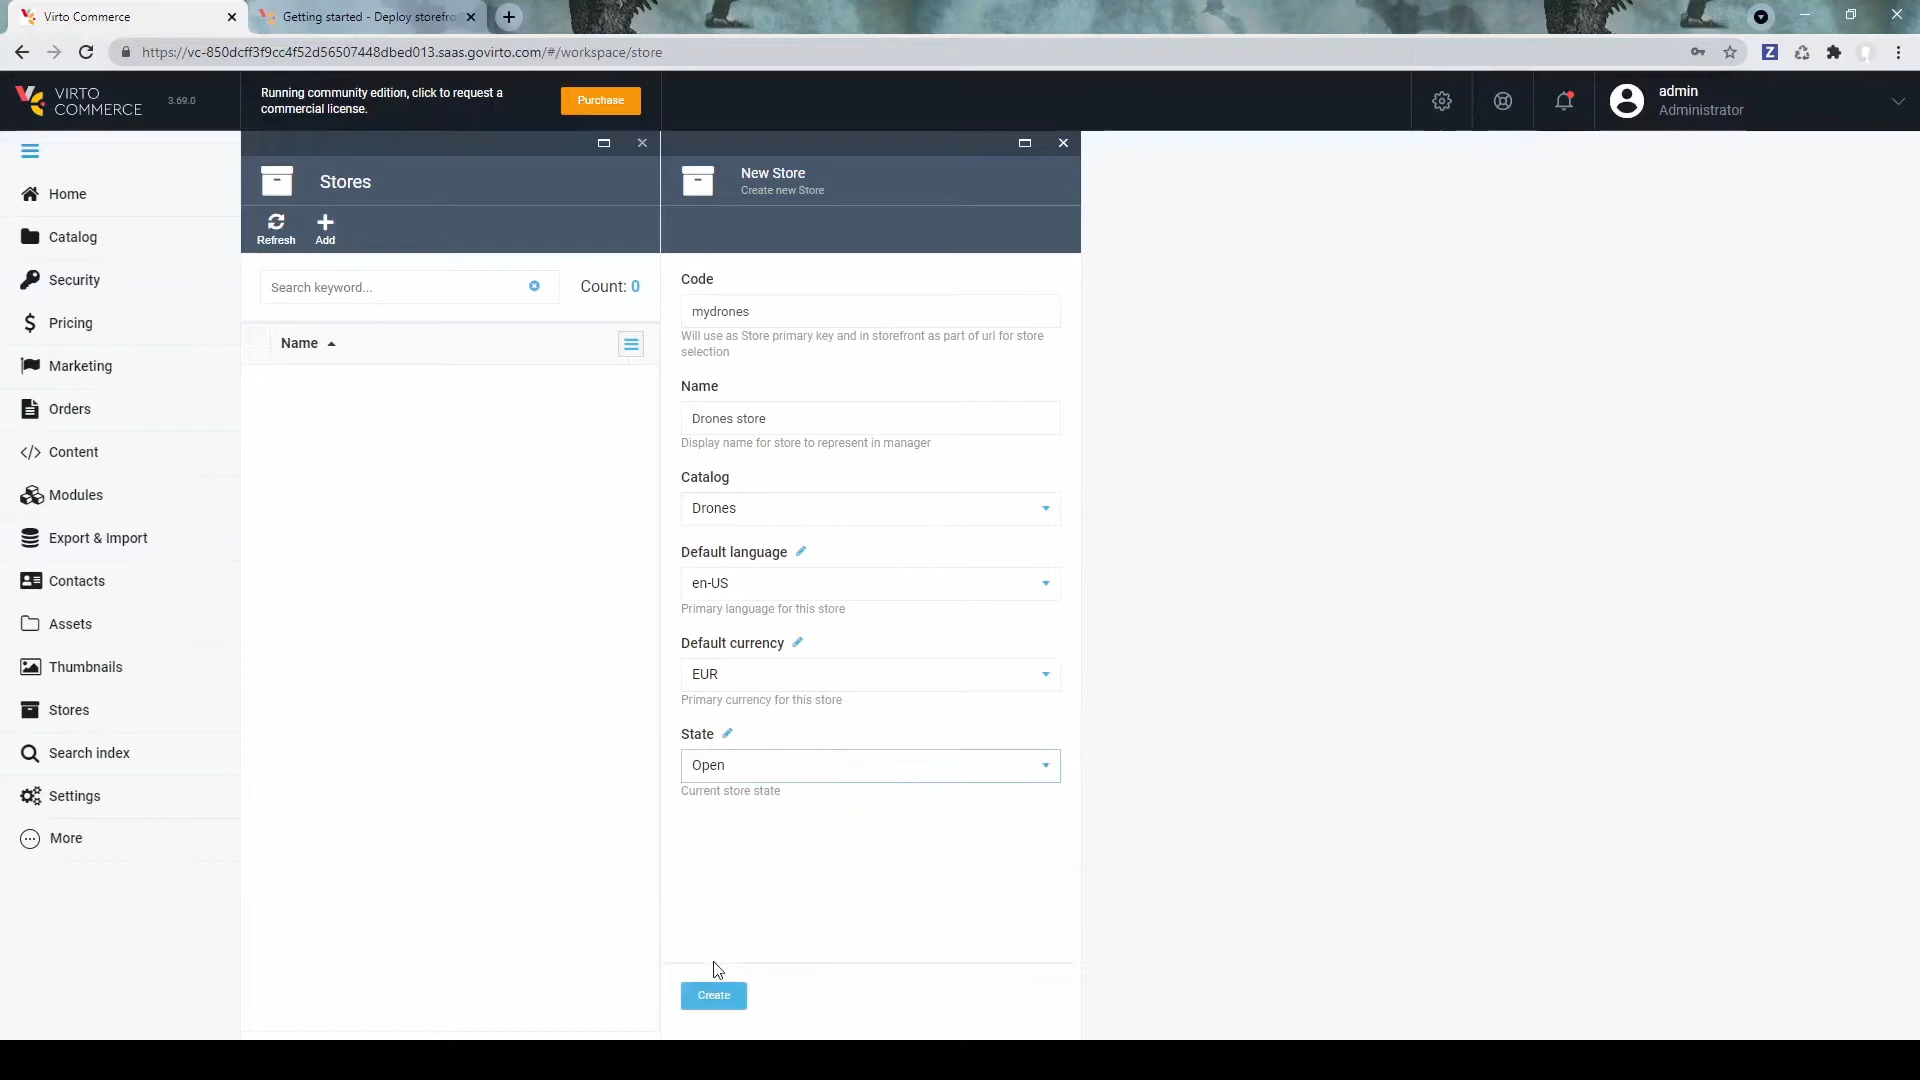 Virto Commerce
Getting started - Deploy storefro
https://vc-850dcff3f9cc4f52d56507448dbed013.saas.govirto.com/#/workspace/store
VIRTO
COMMERCE
3.69.0
Running community edition, click to request a
commercial license.
Purchase
admin
Administrator
Home
Catalog
Security
Pricing
Marketing
Orders
Content
Modules
Export & Import
Contacts
Assets
Thumbnails
Stores
Search index
Settings
More
Stores
Refresh
Add
Search keyword...
Count: 0
Name
New Store
Create new Store
Code
mydrones
Will use as Store primary key and in storefront as part of url for store
selection
Name
Drones store
Display name for store to represent in manager
Catalog
Drones
Default language
en-US
Primary language for this store
Default currency
EUR
Primary currency for this store
State
Open
Current store state
Create